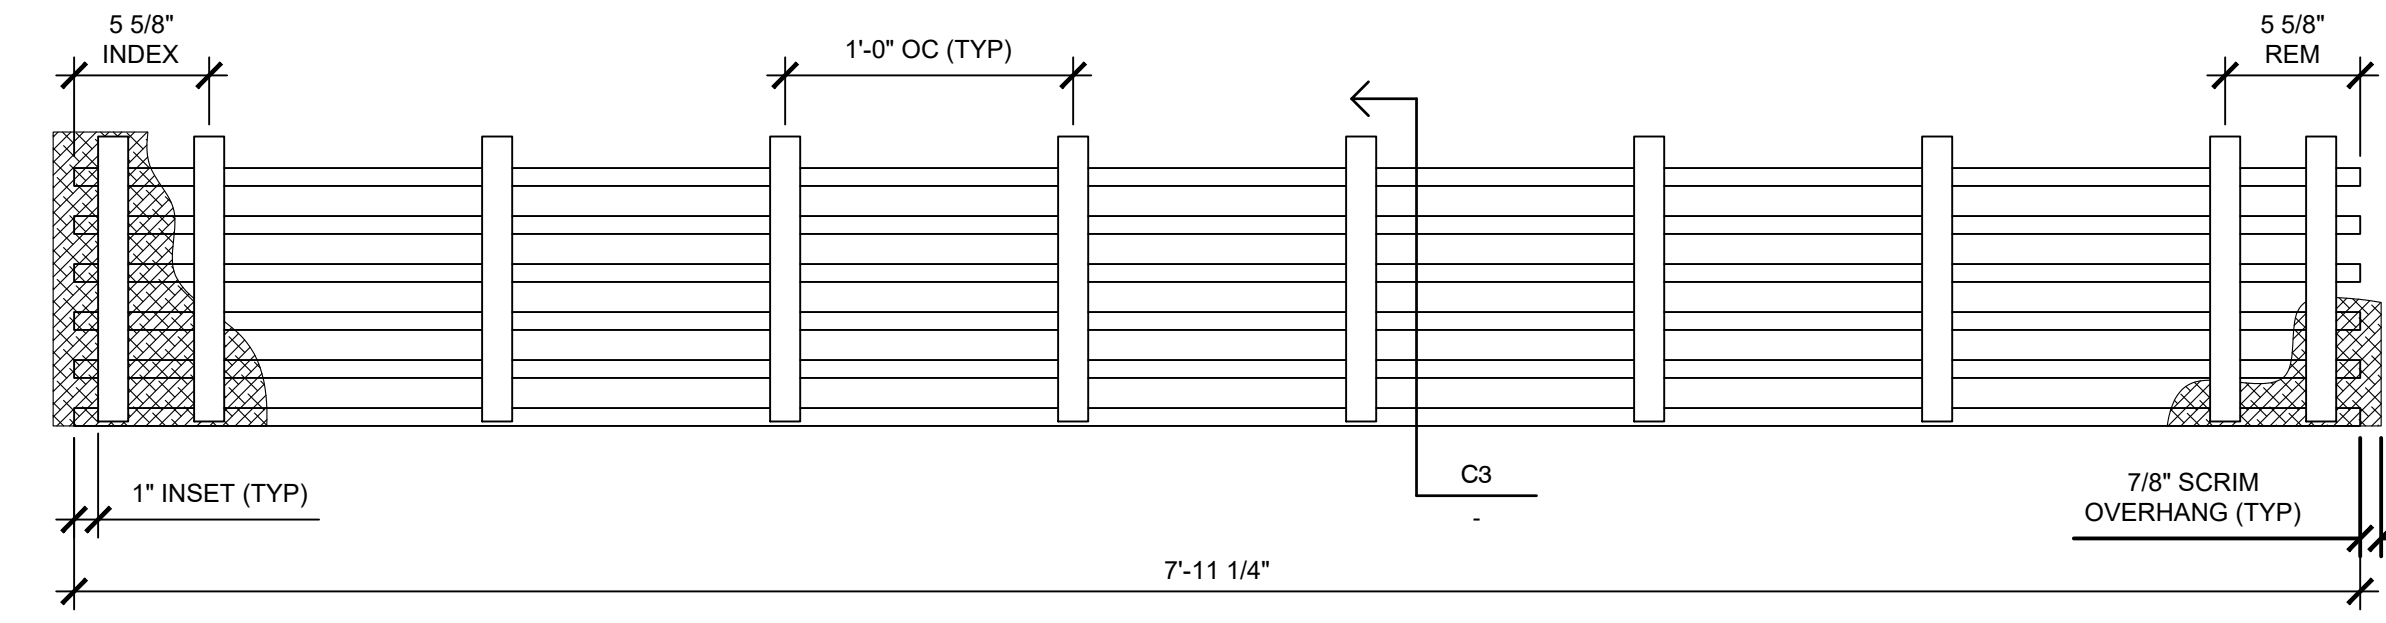 5 5/8"
INDEX
1'-0" OC (TYP)
5 5/8"
REM
C3
-
1" INSET (TYP)
7/8" SCRIM
OVERHANG (TYP)
7'-11 1/4"